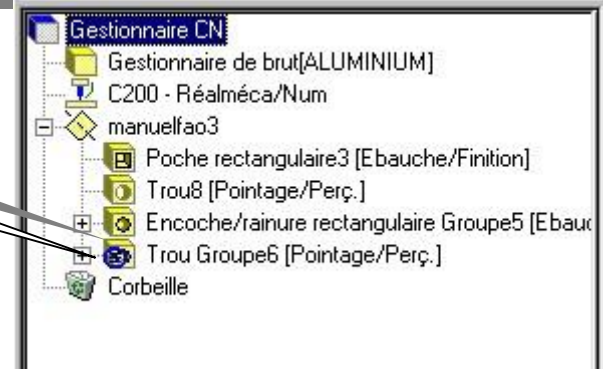 Gestionnaire CN
Gestionnaire de brut[ALUMINIUM]
C200 - Réalméca/Num
manuelfao3
Poche rectangulaire3 [Ebauche/Finition]
Trou8 [Pointage/Perç.]
Encoche/rainure rectangulaire Groupe5 [Ebauc
Trou Groupe6 [Pointage/Perç.]
Corbeille